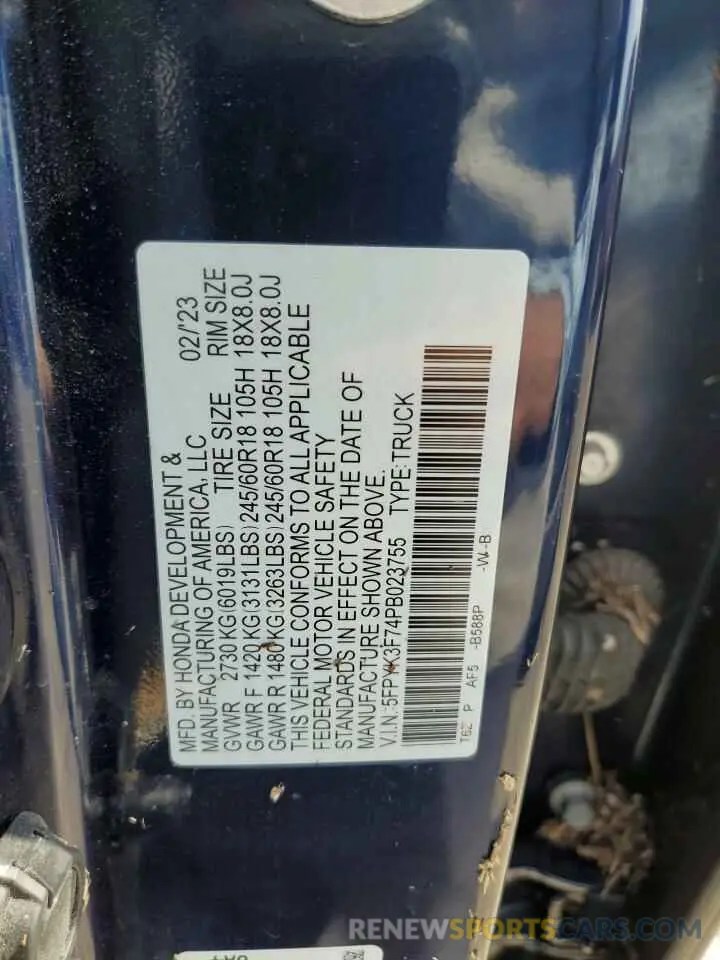 MFD. BY HONDA DEVELOPMENT &
MANUFACTURING OF AMERICA, LLC 02/'23
GVWR 2730 KG(6019LBS) TIRE SIZE RIM SIZE
GAWR F 1420 KG(3131LBS) 245/60R18 105H 18X8.0J
GAWR R 1480 KG(3263LBS) 245/60R18 105H 18X8.0J
THIS VEHICLE CONFORMS TO ALL APPLICABLE
FEDERAL MOTOR VEHICLE SAFETY
STANDARDS IN EFFECT ON THE DATE OF
MANUFACTURE SHOWN ABOVE.
V.I.N.:5FPYK3F74PB023755 TYPE:TRUCK
T6Z P AF5 -B588P -W-B
RENEWSPORTSCARS.COM